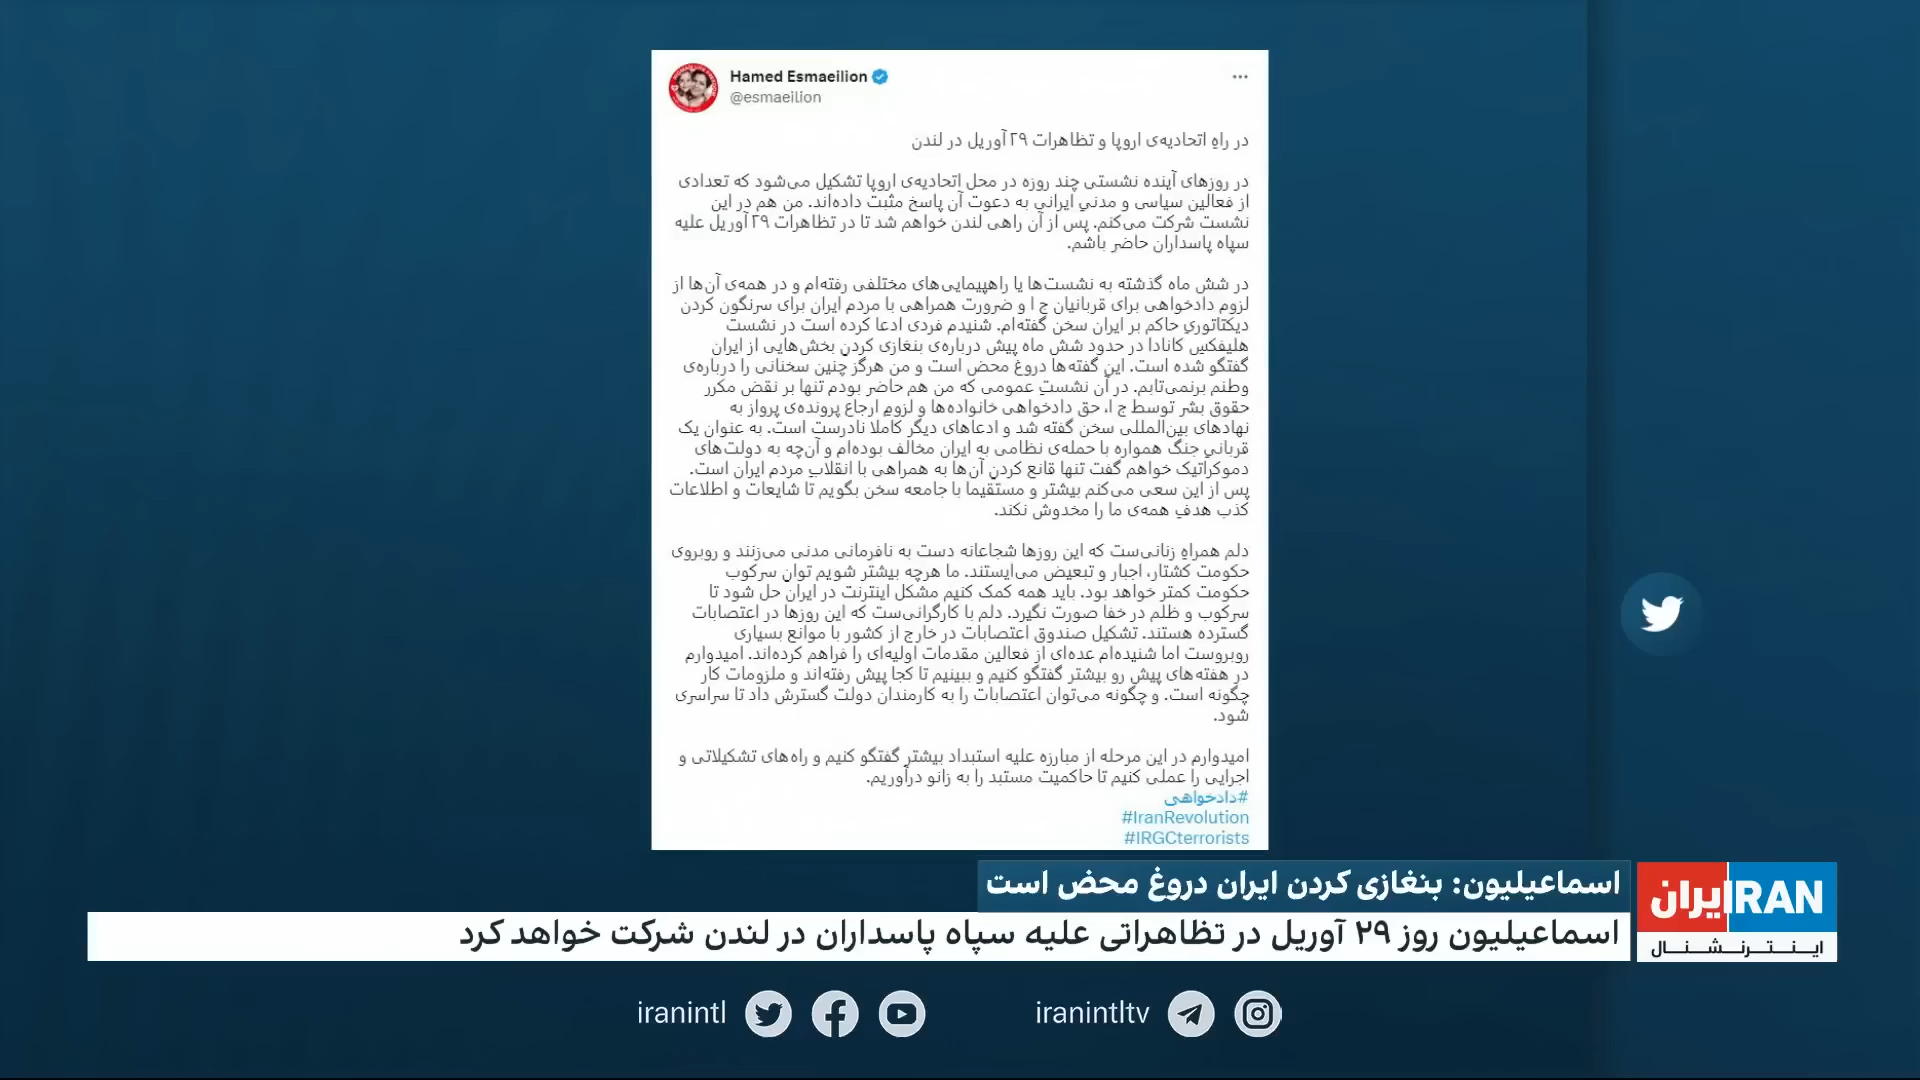 Hamed Esmaeilion
@esmaeilion
در راهِ اتحادیه‌ی اروپا و تظاهرات ۲۹ آوریل در لندن
در روزهای آینده نشستی چند روزه در محل اتحادیه‌ی اروپا تشکیل می‌شود که تعدادی
از فعالین سیاسی و مدنیِ ایرانی به دعوت آن پاسخ مثبت داده‌اند. من هم در این
نشست شرکت می‌کنم. پس از آن راهی لندن خواهم شد تا در تظاهرات ۲۹ آوریل علیه
سپاه پاسداران حاضر باشم.
در شش ماه گذشته به نشست‌ها یا راهپیمایی‌های مختلفی رفته‌ام و در همه‌ی آن‌ها از
لزوم دادخواهی برای قربانیان ج ا و ضرورت همراهی با مردم ایران برای سرنگون کردن
دیکتاتوریِ حاکم بر ایران سخن گفته‌ام. شنیدم فردی ادعا کرده است در نشست
هلیفکسِ کانادا در حدود شش ماه پیش درباره‌ی بنغازی کردنِ بخش‌هایی از ایران
گفتگو شده است. این گفته‌ها دروغ محض است و من هرگز چنین سخنانی را درباره‌ی
وطنم برنمی‌تابم. در آن نشستِ عمومی که من هم حاضر بودم تنها بر نقض مکرر
حقوق بشر توسط ج ا، حق دادخواهی خانواده‌ها و لزومِ ارجاع پرونده‌ی پرواز به
نهادهای بین‌المللی سخن گفته شد و ادعاهای دیگر کاملا نادرست است. به عنوان یک
قربانیِ جنگ همواره با حمله‌ی نظامی به ایران مخالف بوده‌ام و آن‌چه به دولت‌های
دموکراتیک خواهم گفت تنها قانع کردنِ آن‌ها به همراهی با انقلابِ مردم ایران است.
پس از این سعی می‌کنم بیشتر و مستقیما با جامعه سخن بگویم تا شایعات و اطلاعات
کذب هدفِ همه‌ی ما را مخدوش نکند.
دلم همراهِ زنانی‌ست که این روزها شجاعانه دست به نافرمانی مدنی می‌زنند و روبروی
حکومت کشتار، اجبار و تبعیض می‌ایستند. ما هرچه بیشتر شویم توانِ سرکوب
حکومت کمتر خواهد بود. باید همه کمک کنیم مشکل اینترنت در ایران حل شود تا
سرکوب و ظلم در خفا صورت نگیرد. دلم با کارگرانی‌ست که این روزها در اعتصابات
گسترده هستند. تشکیل صندوق اعتصابات در خارج از کشور با موانع بسیاری
روبروست اما شنیده‌ام عده‌ای از فعالین مقدمات اولیه‌ای را فراهم کرده‌اند. امیدوارم
در هفته‌های پیشِ رو بیشتر گفتگو کنیم و ببینیم تا کجا پیش رفته‌اند و ملزومات کار
چگونه است. و چگونه می‌توان اعتصابات را به کارمندان دولت گسترش داد تا سراسری
شود.
امیدوارم در این مرحله از مبارزه علیه استبداد بیشتر گفتگو کنیم و راه‌های تشکیلاتی و
اجرایی را عملی کنیم تا حاکمیت مستبد را به زانو درآوریم.
#دادخواهی
#IranRevolution
#IRGCterrorists
اسماعیلیون: بنغازی کردن ایران دروغ محض است
اسماعیلیون روز ۲۹ آوریل در تظاهراتی علیه سپاه پاسداران در لندن شرکت خواهد کرد
ایران IRAN
اینترنشنال
iranintl
iranintltv